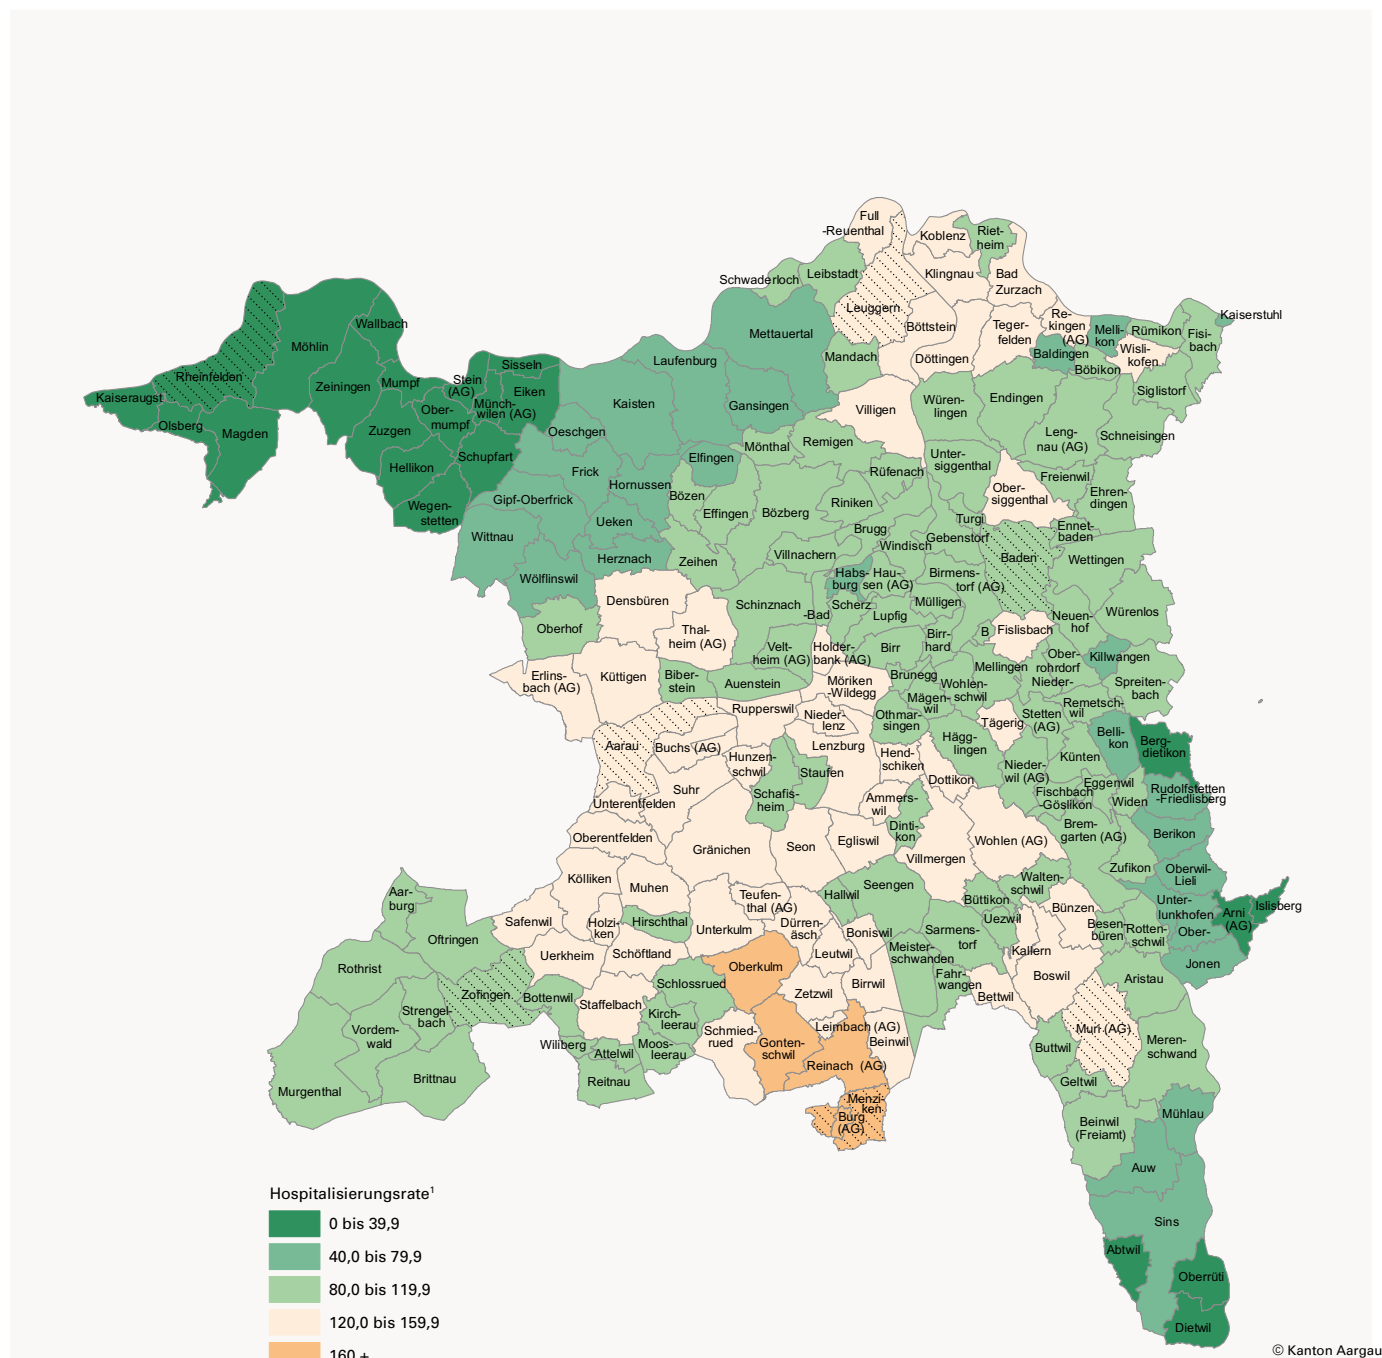 Full
-Reuenthal
Koblenz
Riet-
heim
Schwaderloch
Leibstadt
Klingnau
Bad
Zurzach
Leuggern
Böttstein
Teger-
felden
Re-
kingen
(AG)
Melli-
kon
Rümikon
Fisi-
bach
Kaiserstuhl
Wallbach
Mettauertal
Möhlin
Laufenburg
Mandach
Döttingen
Baldingen
Wisli-
kofen
Böbikon
Sisseln
Rheinfelden
Stein
(AG)
Mumpf
Zeiningen
Eiken
Siglistorf
Kaiseraugst
Münch-
wilen (AG)
Kaisten
Gansingen
Villigen
Würen-
lingen
Endingen
Ober-
mumpf
Olsberg
Magden
Zuzgen
Oeschgen
Mönthal
Remigen
Leng-
nau (AG)
Schneisingen
Schupfart
Elfingen
Unter-
siggenthal
Hellikon
Frick
Rüfenach
Freienwil
Hornussen
Bözen
Ober-
siggenthal
Ehren-
dingen
Gipf-Oberfrick
Riniken
Wegen-
stetten
Effingen
Bözberg
Turgi
Ueken
Brugg
Ennet-
baden
Wittnau
Gebenstorf
Windisch
Herznach
Zeihen
Villnachern
Baden
Wettingen
Wölflinswil
Habs-
burg
Hau-
sen (AG)
Birmens-
torf (AG)
Densbüren
Schinznach
-Bad
Scherz
Mülligen
Lupfig
Neuen-
hof
Würenlos
Oberhof
Thal-
heim (AG)
Birr-
hard
B
Fislisbach
Velt-
heim (AG)
Holder-
bank (AG)
Birr
Ober-
rohrdorf
Killwangen
Erlins-
bach (AG)
Küttigen
Biber-
stein
Auenstein
Möriken
-Wildegg
Brunegg
Wohlen-
schwil
Mellingen
Nieder-
Spreiten-
bach
Mägen-
wil
Rupperswil
Nieder-
lenz
Othmar-
singen
Tägerig
Stetten
(AG)
Remetsch-
wil
Aarau
Buchs (AG)
Lenzburg
Hägg-
lingen
Belli-
kon
Berg-
dietikon
Hunzen-
schwil
Staufen
Hend-
schiken
Nieder-
wil (AG)
Künten
Dottikon
Suhr
Schafis-
heim
Eggenwil
Fischbach
-Göslikon
Widen
Rudolfstetten
-Friedlisberg
Unterentfelden
Ammers-
wil
Dinti-
kon
Brem-
garten (AG)
Berikon
Oberentfelden
Gränichen
Seon
Egliswil
Villmergen
Wohlen (AG)
Zufikon
Oberwil-
Lieli
Kölliken
Muhen
Hallwil
Seengen
Walten-
schwil
Aar-
burg
Teufen-
thal (AG)
Büttikon
Bünzen
Unter-
lunkhofen
Arni
(AG)
Islisberg
Safenwil
Holzi-
ken
Hirschthal
Unterkulm
Dürren-
äsch
Uezwil
Besen-
büren
Rotten-
schwil
Ober-
Oftringen
Boniswil
Sarmens-
torf
Uerkheim
Schöftland
Leutwil
Meister-
schwanden
Kallern
Rothrist
Oberkulm
Boswil
Jonen
Zofingen
Bottenwil
Staffelbach
Schlossrued
Zetzwil
Birrwil
Fahr-
wangen
Bettwil
Aristau
Strengel-
bach
Kirch-
leerau
Vordem-
wald
Schmied-
rued
Leimbach (AG)
Muri (AG)
Wiliberg
Attelwil
Moos-
leerau
Gonten-
schwil
Beinwil
Buttwil
Meren-
schwand
Reinach (AG)
Murgenthal
Brittnau
Reitnau
Geltwil
Menzi-
ken
Burg
(AG)
Mühlau
Beinwil
(Freiamt)
Auw
Hospitalisierungsrate¹
0 bis 39,9
Sins
40,0 bis 79,9
Abtwil
80,0 bis 119,9
Oberrüti
120,0 bis 159,9
Dietwil
160 +
© Kanton Aargau